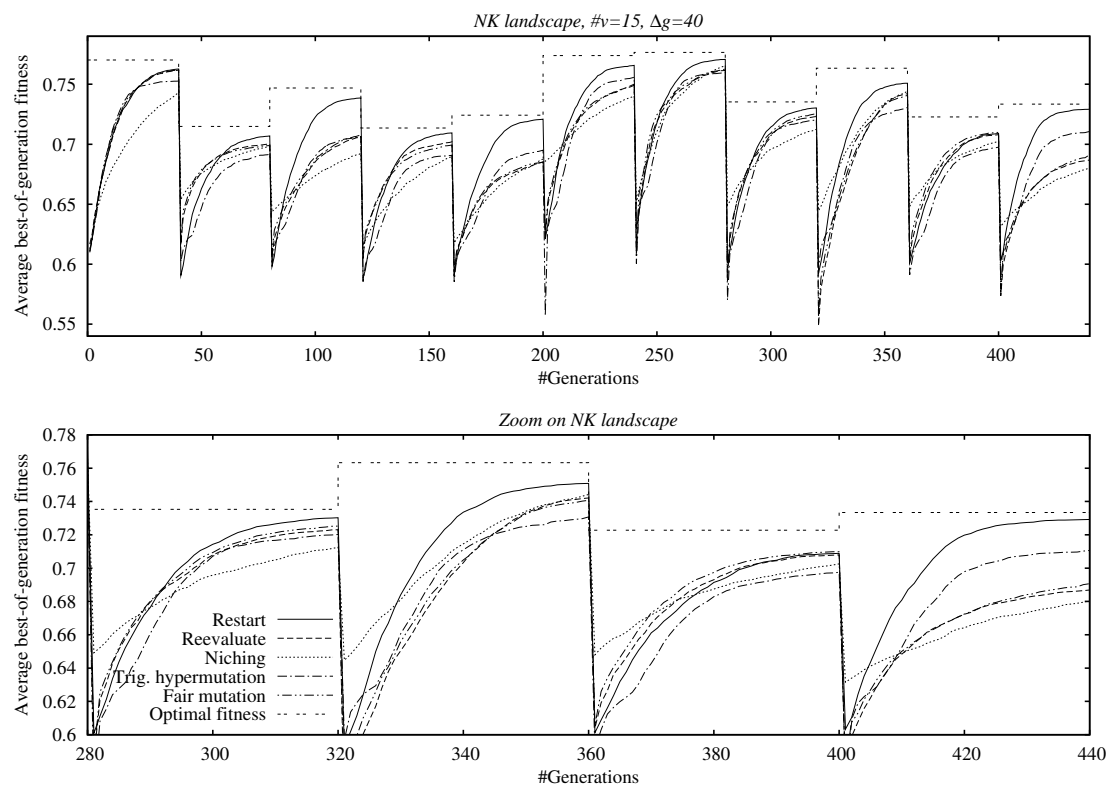 NK landscape, #v=15, Δg=40
Average best-of-generation fitness
0.75
0.7
0.65
0.6
0.55
0 50 100 150 200 250 300 350 400
#Generations
Zoom on NK landscape
Average best-of-generation fitness
0.78
0.76
0.74
0.72
0.7
0.68
0.66
0.64
0.62
0.6
Restart
Reevaluate
Niching
Trig. hypermutation
Fair mutation
Optimal fitness
280 300 320 340 360 380 400 420 440
#Generations